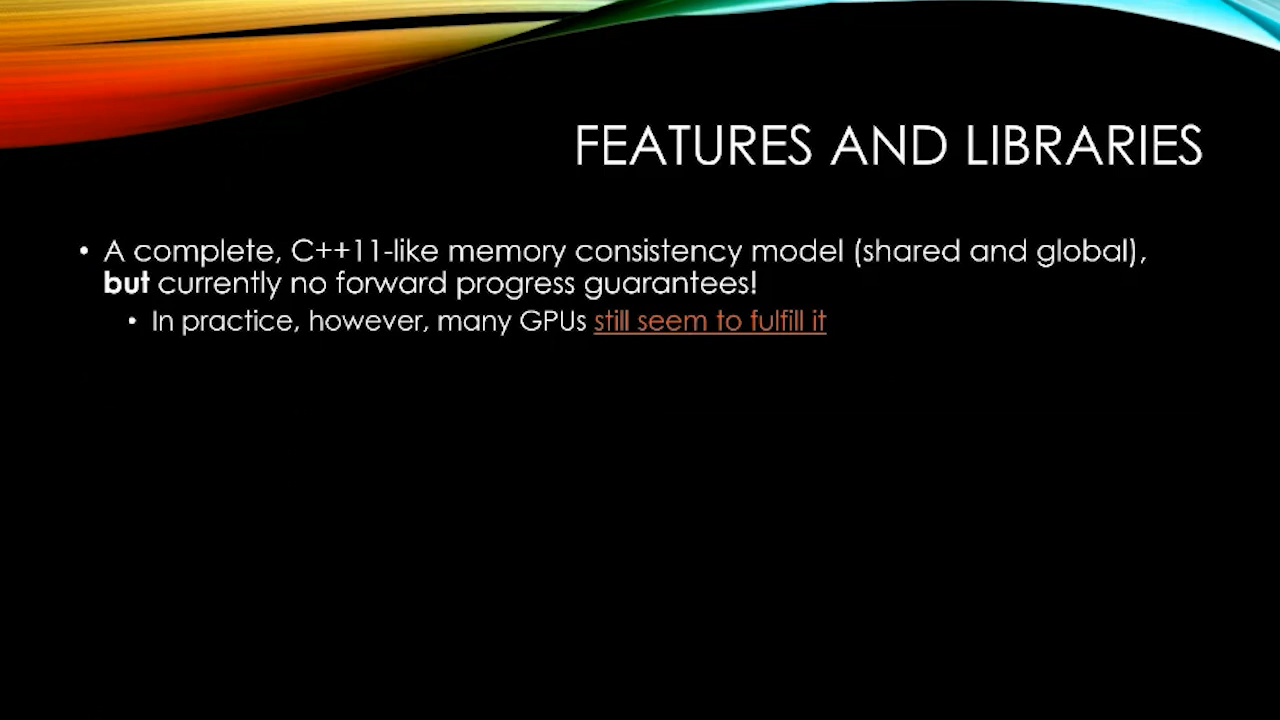 FEATURES AND LIBRARIES
• A complete, C++11-like memory consistency model (shared and global),
but currently no forward progress guarantees!
• In practice, however, many GPUs still seem to fulfill it